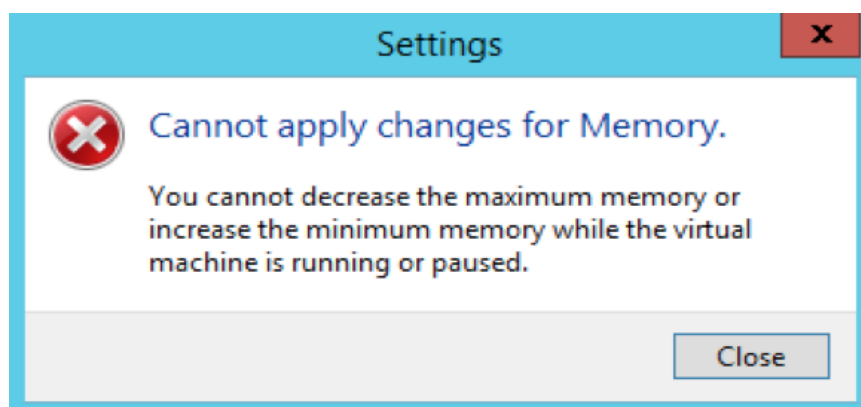 Settings
x
Cannot apply changes for Memory.
You cannot decrease the maximum memory or
increase the minimum memory while the virtual
machine is running or paused.
Close